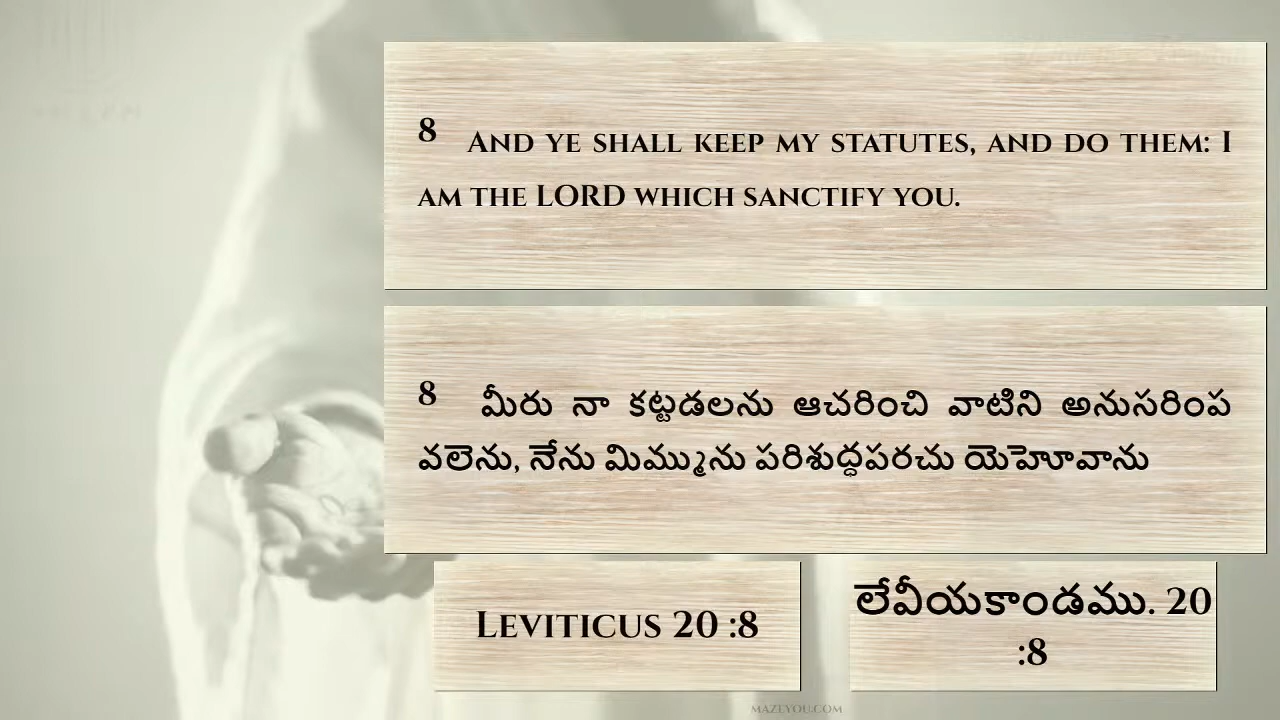 8 And ye shall keep my statutes, and do them: I
am the LORD which sanctify you.
8 మీరు నా కట్టడలను ఆచరించి వాటిని అనుసరింప
వలెను, నేను మిమ్మును పరిశుద్ధపరచు యెహోవాను
Leviticus 20 :8
లేవీయకాండము. 20
:8
MAZEYOU.COM